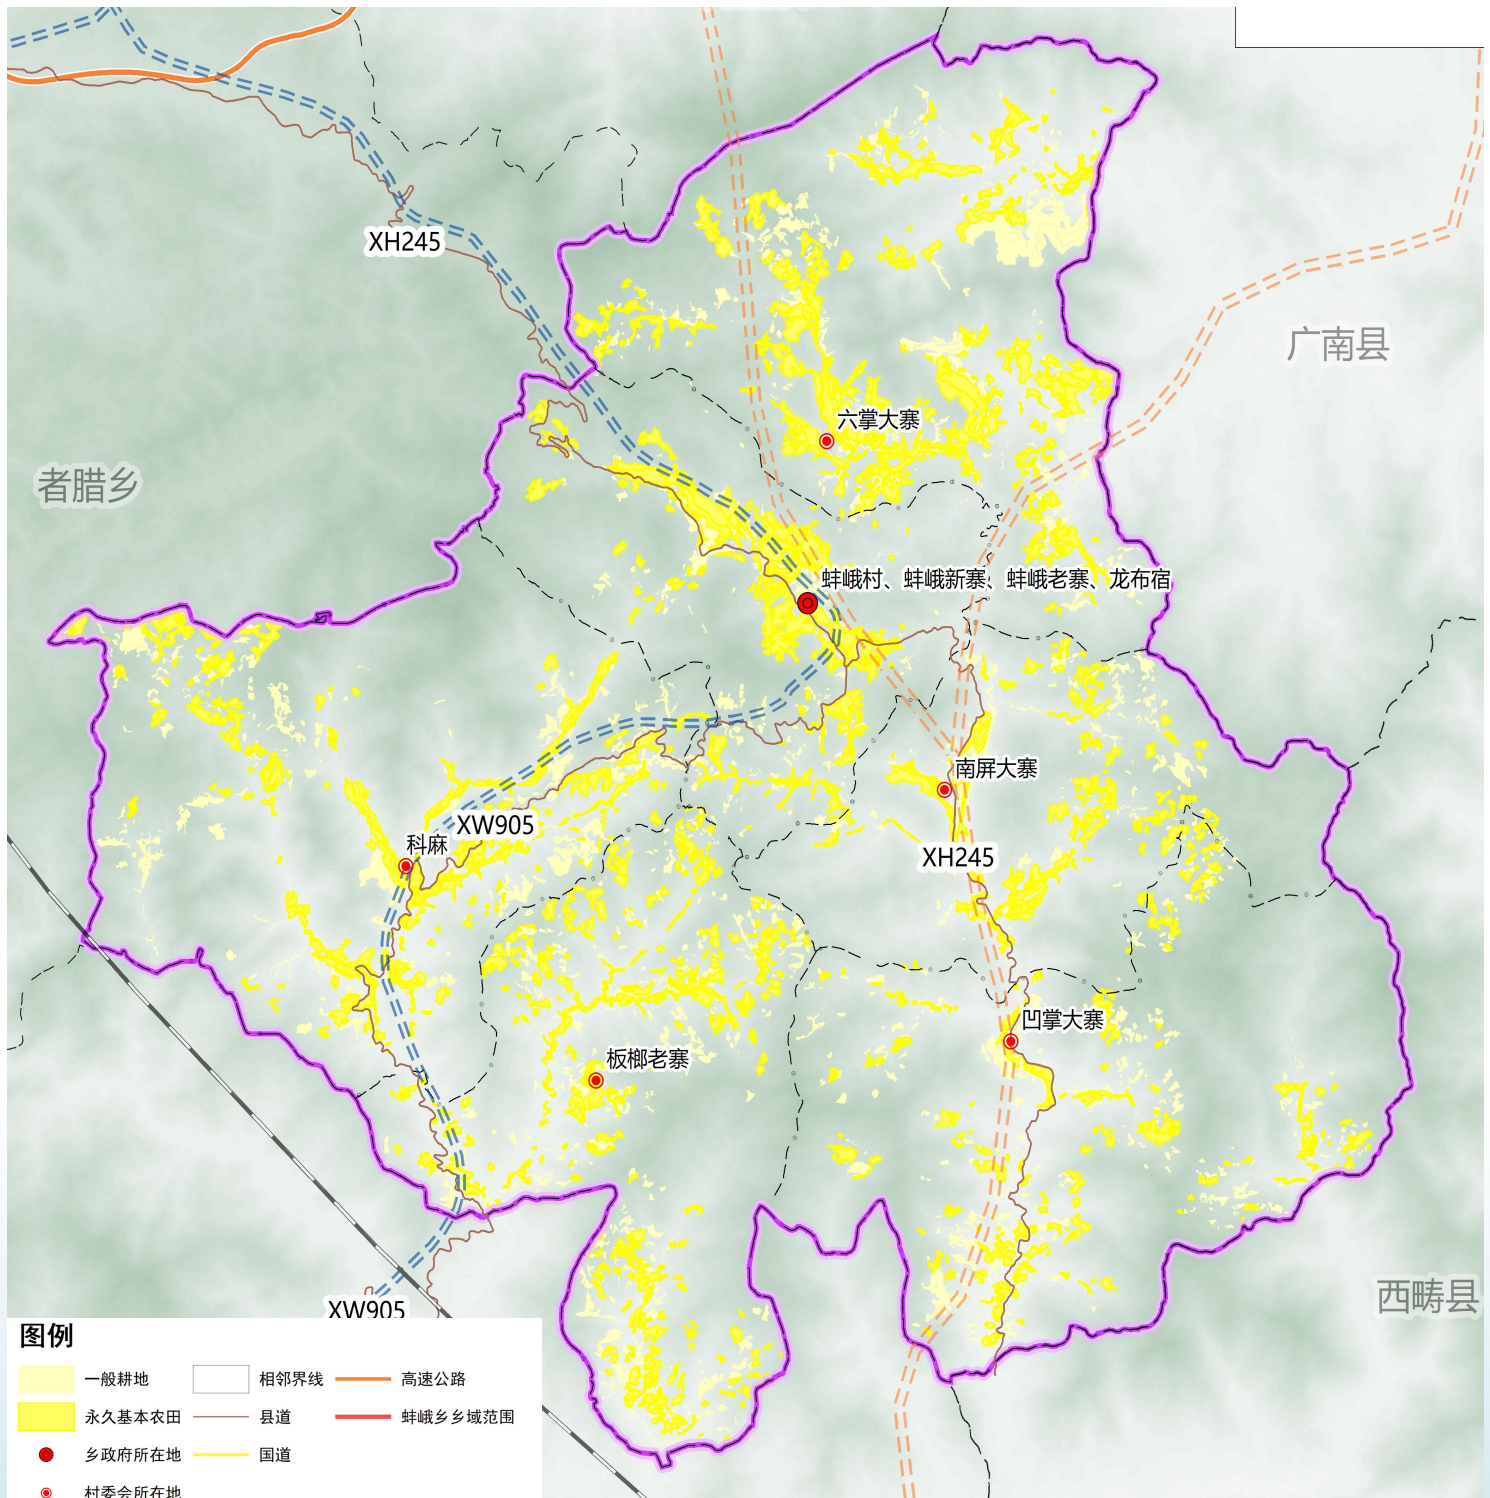 XH245
广南县
六掌大寨
者腊乡
蚌峨村、蚌峨新寨、蚌峨老寨、龙布宿
南屏大寨
XW905
科麻
XH245
凹掌大寨
板榔老寨
西畴县
XW905
图例
一般耕地
相邻界线
高速公路
永久基本农田
县道
蚌峨乡乡域范围
乡政府所在地
国道
村委会所在地